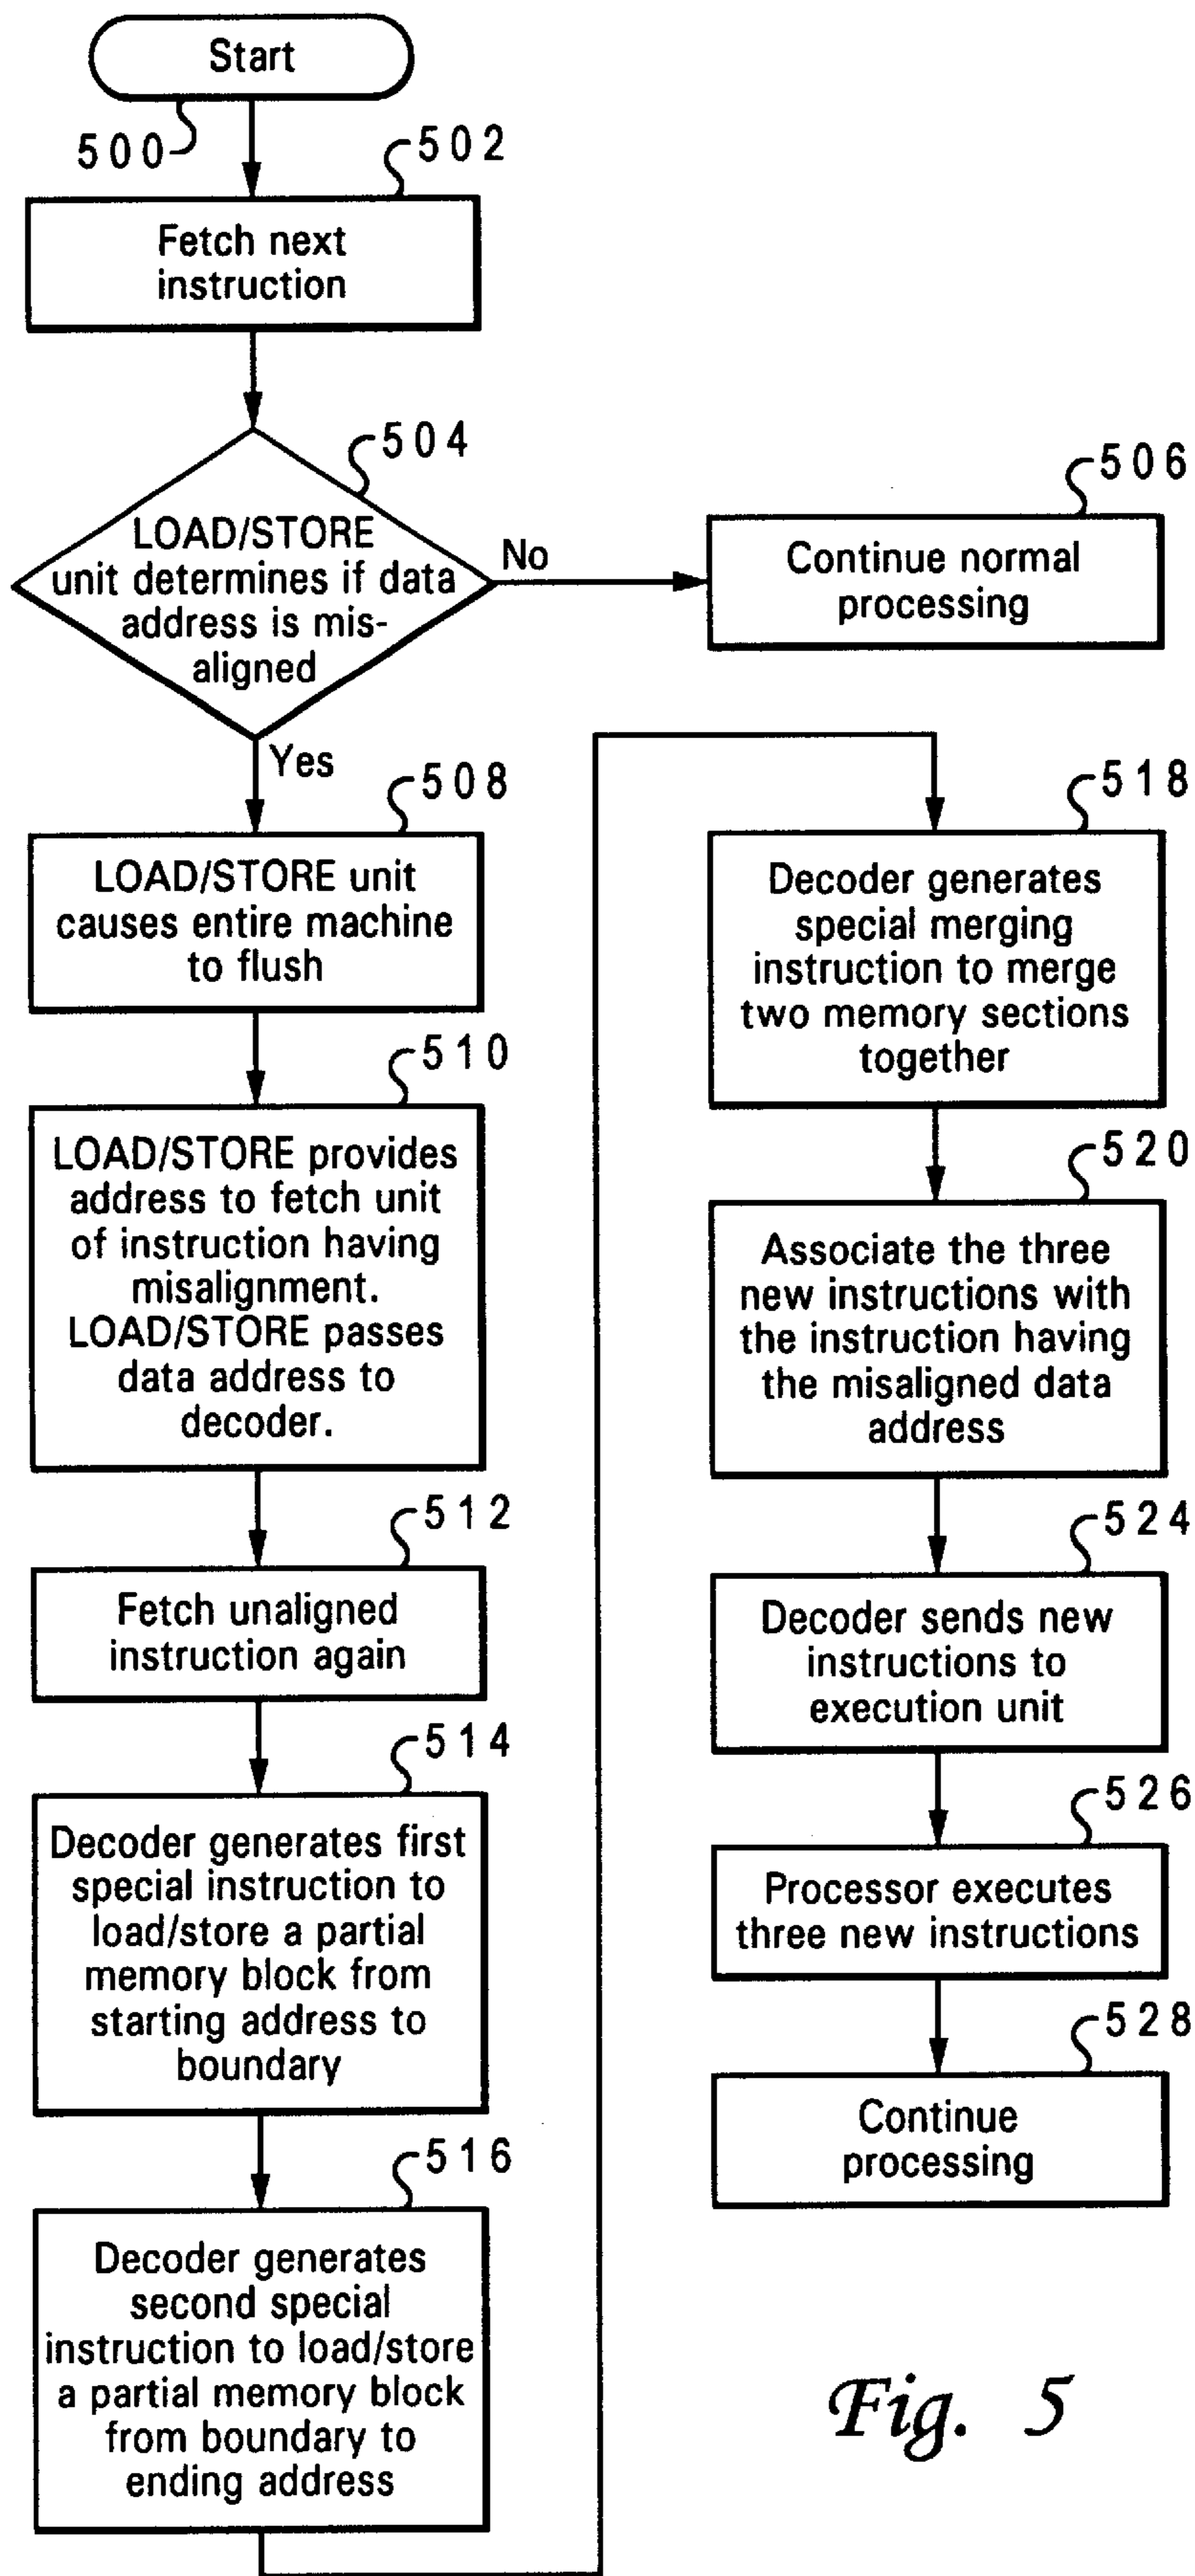 Start
500
502
Fetch next
instruction
504
LOAD/STORE
unit determines if data
address is mis-
aligned
No
506
Continue normal
processing
Yes
508
LOAD/STORE unit
causes entire machine
to flush
510
LOAD/STORE provides
address to fetch unit
of instruction having
misalignment.
LOAD/STORE passes
data address to
decoder.
512
Fetch unaligned
instruction again
514
Decoder generates first
special instruction to
load/store a partial
memory block from
starting address to
boundary
516
Decoder generates
second special
instruction to load/store
a partial memory block
from boundary to
ending address
518
Decoder generates
special merging
instruction to merge
two memory sections
together
520
Associate the three
new instructions with
the instruction having
the misaligned data
address
524
Decoder sends new
instructions to
execution unit
526
Processor executes
three new instructions
528
Continue
processing
Fig. 5